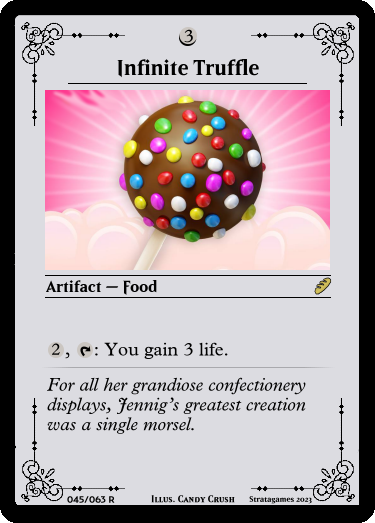 3
Infinite Truffle
Artifact — Food
2, : You gain 3 life.
For all her grandiose confectionery
displays, Jennig's greatest creation
was a single morsel.
045/063 R
Illus. Candy Crush
Stratagames 2023